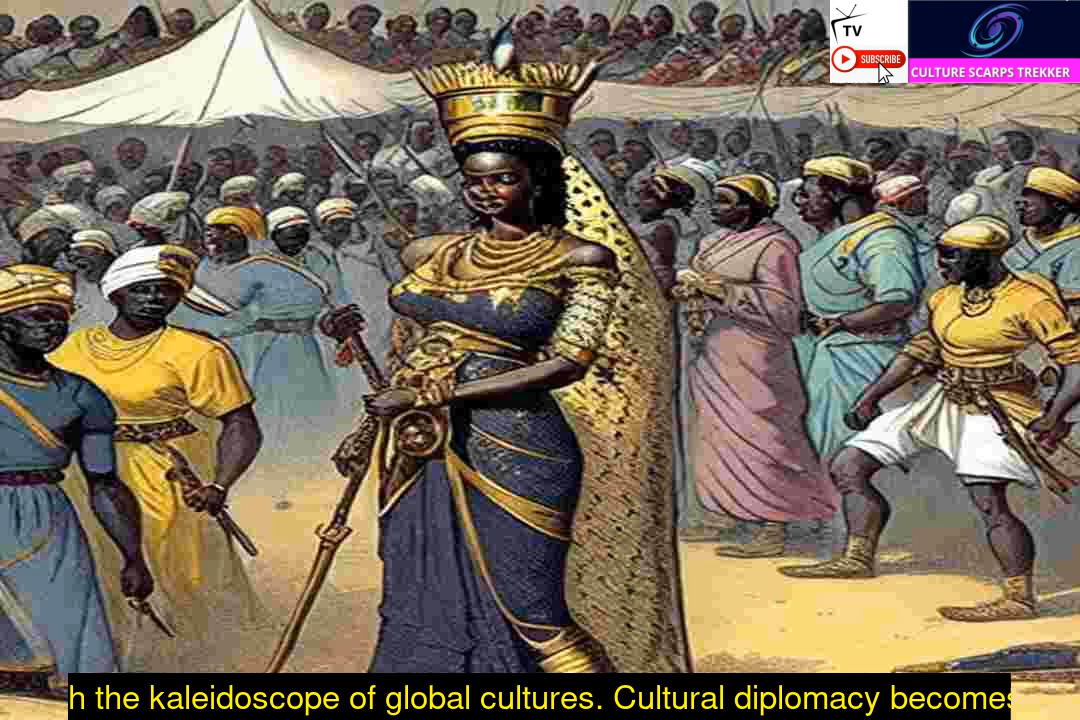 TV
SUBSCRIBE
CULTURE SCARPS TREKKER
h the kaleidoscope of global cultures. Cultural diplomacy becomes